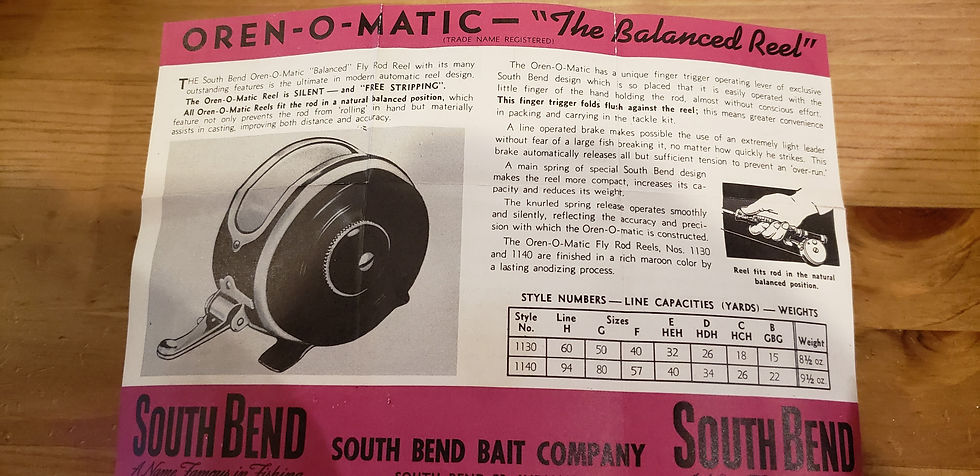 OREN-O-MATIC — "The Balanced Reel"
(TRADE NAME REGISTERED)
THE South Bend Oren-O-Matic "Balanced" Fly Rod Reel with its many
outstanding features is the ultimate in modern automatic reel design.
The Oren-O-Matic Reel is SILENT — and "FREE STRIPPING".
All Oren-O-Matic Reels fit the rod in a natural balanced position, which
feature not only prevents the rod from 'rolling' in hand but materially
assists in casting, improving both distance and accuracy.
The Oren-O-Matic has a unique finger trigger operating lever of exclusive
South Bend design which is so placed that it is easily operated with the
little finger of the hand holding the rod, almost without conscious effort.
This finger trigger folds flush against the reel; this means greater convenience
in packing and carrying in the tackle kit.
A line operated brake makes possible the use of an extremely light leader
without fear of a large fish breaking it, no matter how quickly he strikes. This
brake automatically releases all but sufficient tension to prevent an 'over-run.'
A main spring of special South Bend design
makes the reel more compact, increases its ca-
pacity and reduces its weight.
The knurled spring release operates smoothly
and silently, reflecting the accuracy and preci-
sion with which the Oren-O-matic is constructed.
The Oren-O-Matic Fly Rod Reels, Nos. 1130
and 1140 are finished in a rich maroon color by
a lasting anodizing process.
Reel fits rod in the natural
balanced position.
STYLE NUMBERS — LINE CAPACITIES (YARDS) — WEIGHTS
Style No. Line H Sizes G F E HEH D HDH C HCH B GBG Weight
1130 60 50 40 32 26 18 15 8½ oz
1140 94 80 57 40 34 26 22 9½ oz
SOUTH BEND
A Name Famous in Fishing
SOUTH BEND BAIT COMPANY
SOUTH BEND